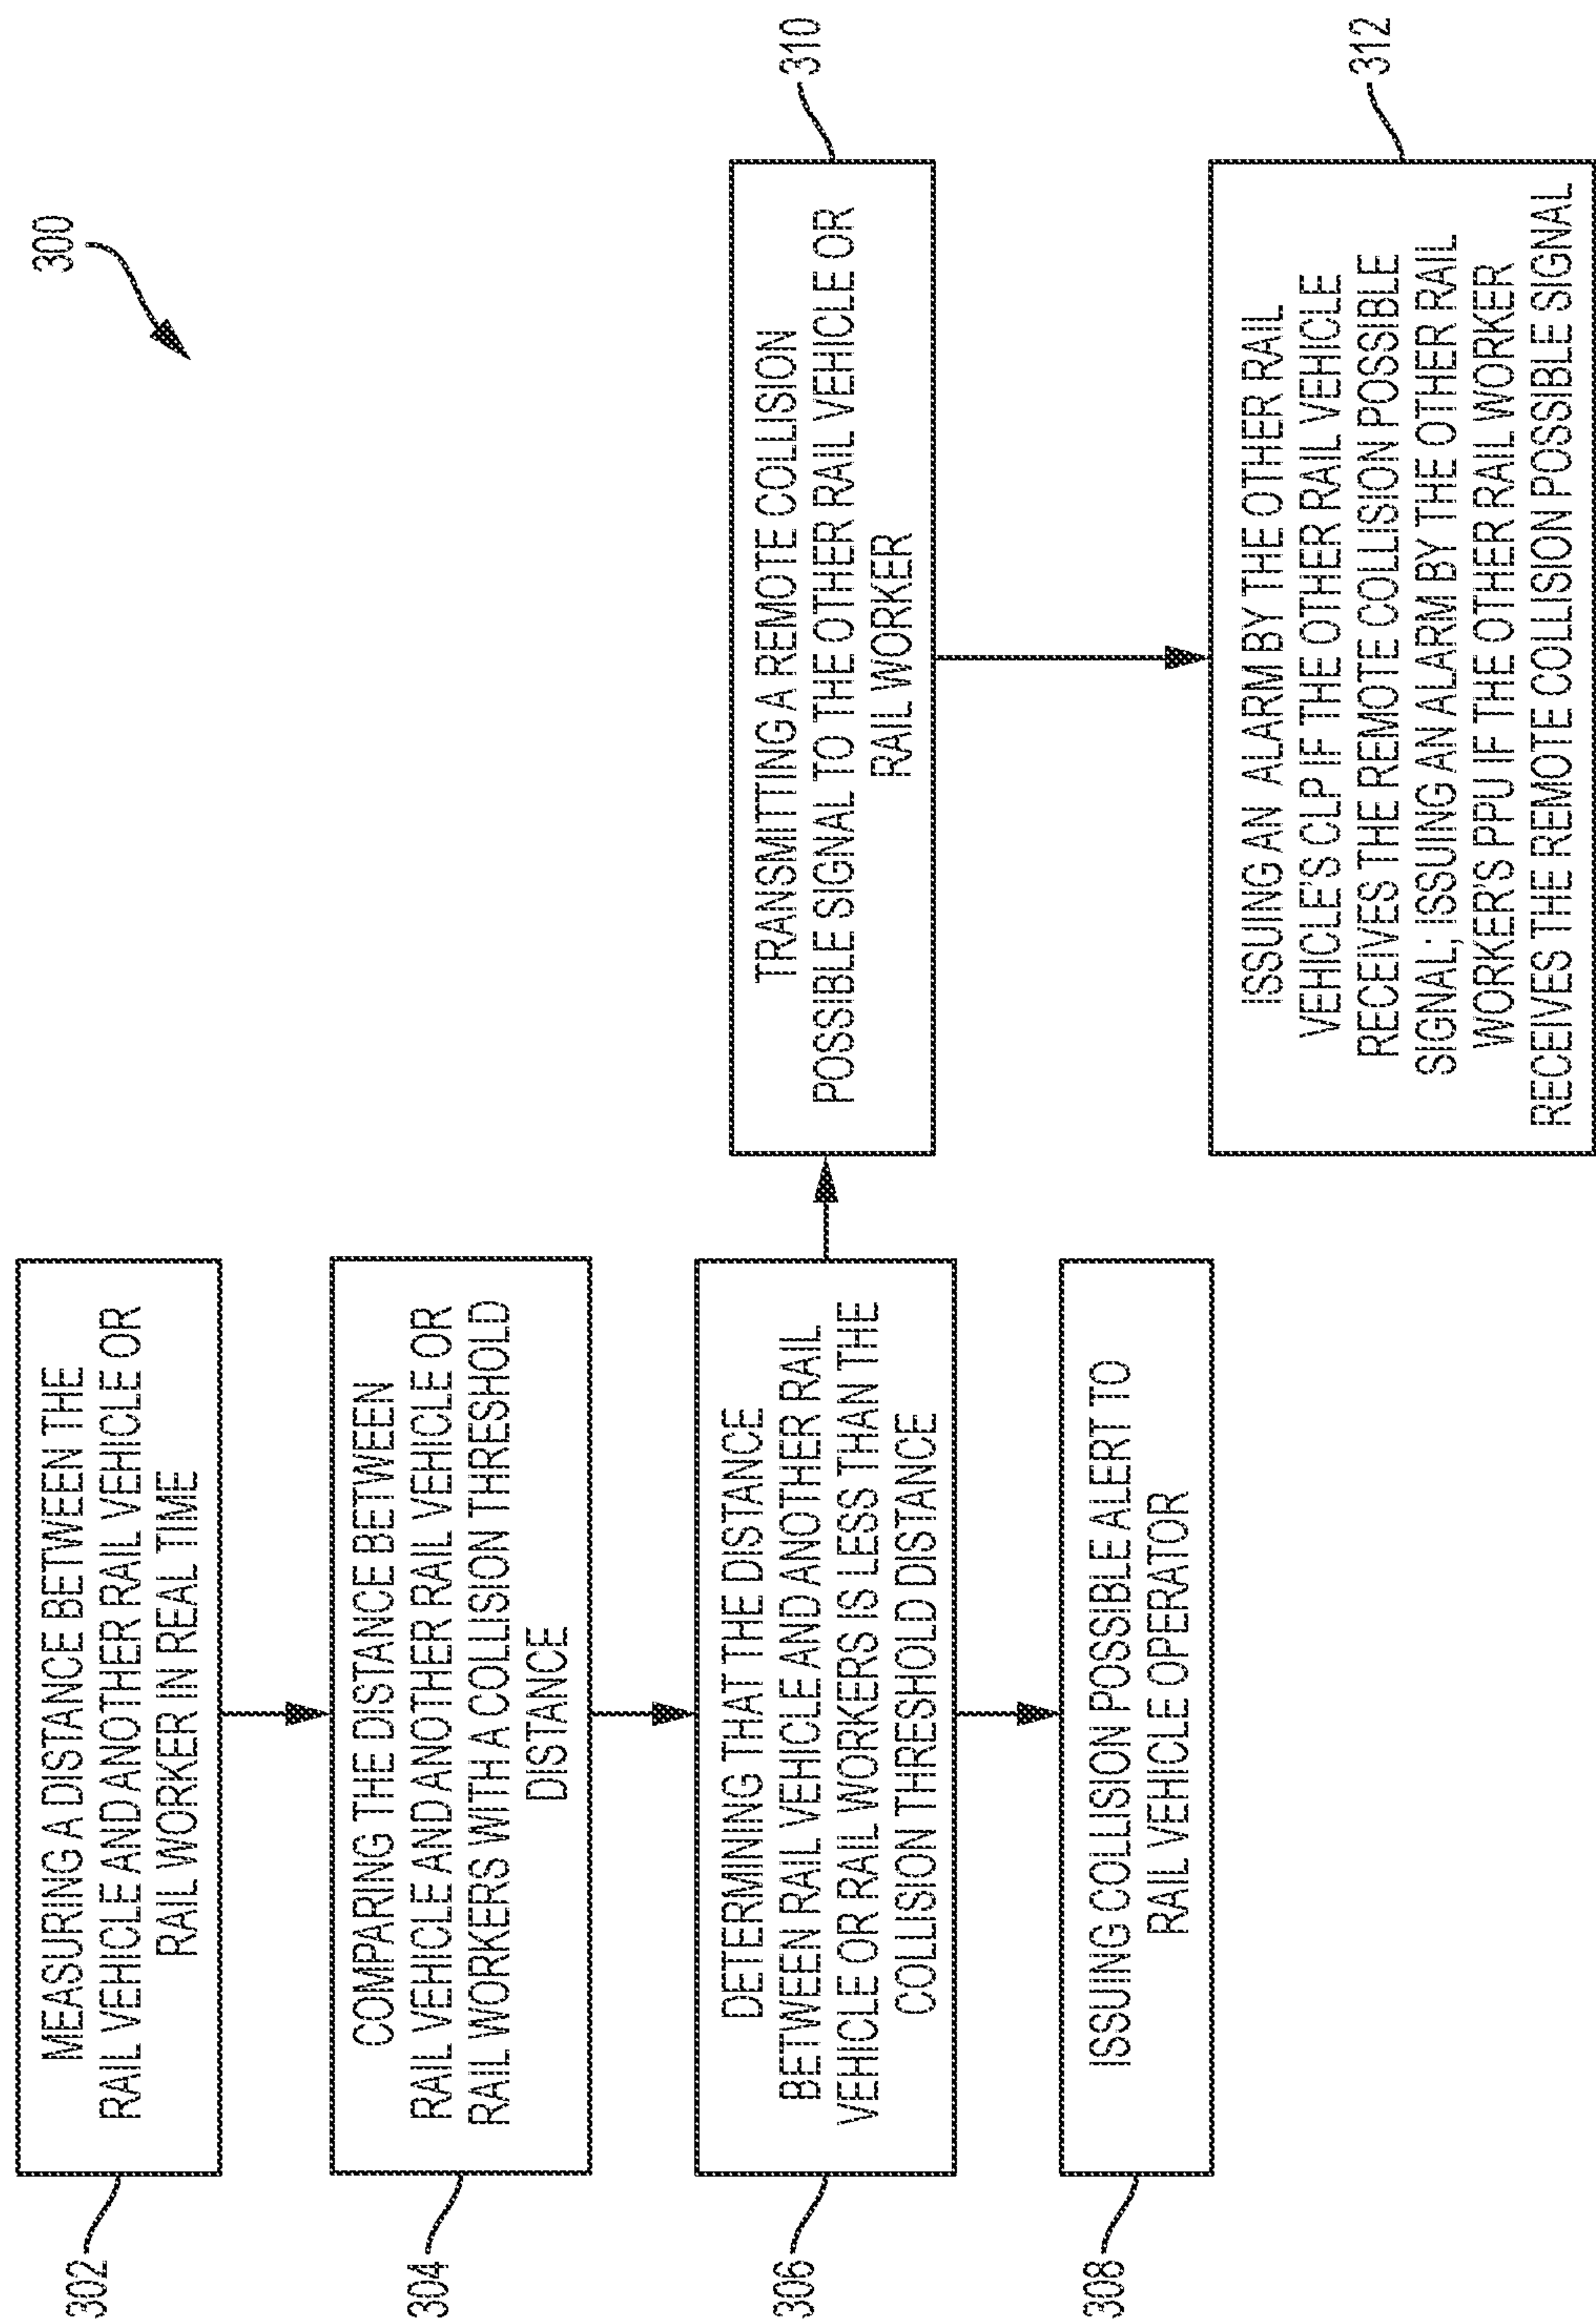 300
302
MEASURING A DISTANCE BETWEEN THE
RAIL VEHICLE AND ANOTHER RAIL VEHICLE OR
RAIL WORKER IN REAL TIME
304
COMPARING THE DISTANCE BETWEEN
RAIL VEHICLE AND ANOTHER RAIL VEHICLE OR
RAIL WORKERS WITH A COLLISION THRESHOLD
DISTANCE
306
DETERMINING THAT THE DISTANCE
BETWEEN RAIL VEHICLE AND ANOTHER RAIL
VEHICLE OR RAIL WORKERS IS LESS THAN THE
COLLISION THRESHOLD DISTANCE
308
ISSUING COLLISION POSSIBLE ALERT TO
RAIL VEHICLE OPERATOR
310
TRANSMITTING A REMOTE COLLISION
POSSIBLE SIGNAL TO THE OTHER RAIL VEHICLE OR
RAIL WORKER
312
ISSUING AN ALARM BY THE OTHER RAIL
VEHICLE'S CLP IF THE OTHER RAIL VEHICLE
RECEIVES THE REMOTE COLLISION POSSIBLE
SIGNAL; ISSUING AN ALARM BY THE OTHER RAIL
WORKER'S PPU IF THE OTHER RAIL WORKER
RECEIVES THE REMOTE COLLISION POSSIBLE SIGNAL